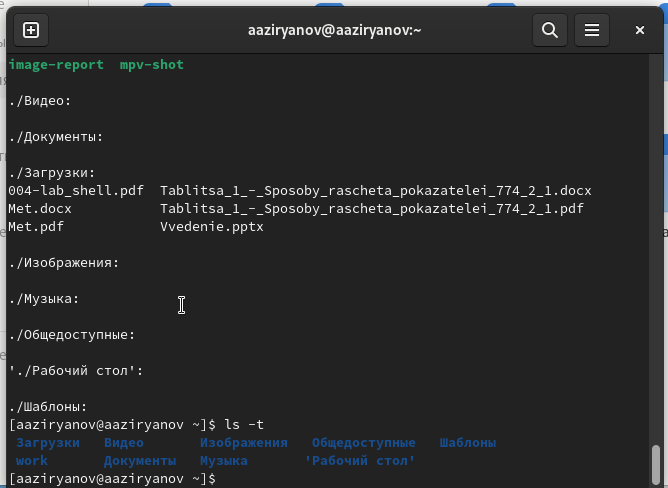 aaziryanov@aaziryanov:~
image-report  mpv-shot
./Видео:
./Документы:
./Загрузки:
004-lab_shell.pdf  Tablitsa_1_-_Sposoby_rascheta_pokazatelei_774_2_1.docx
Met.docx           Tablitsa_1_-_Sposoby_rascheta_pokazatelei_774_2_1.pdf
Met.pdf            Vvedenie.pptx
./Изображения:
./Музыка:
./Общедоступные:
'./Рабочий стол':
./Шаблоны:
[aaziryanov@aaziryanov ~]$ ls -t
 Загрузки   Видео       Изображения   Общедоступные   Шаблоны
 work       Документы   Музыка       'Рабочий стол'
[aaziryanov@aaziryanov ~]$